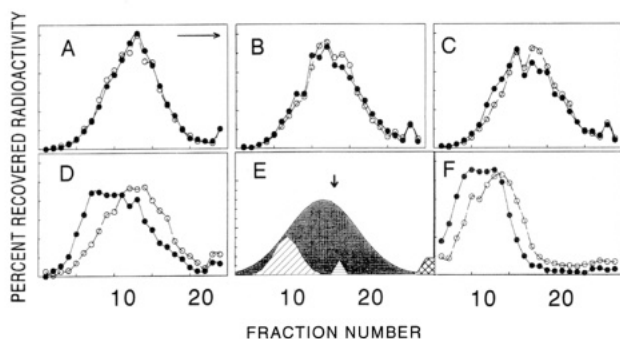 PERCENT RECOVERED RADIOACTIVITY
A
B
C
D
E
F
10 20 10 20 10 20
FRACTION NUMBER